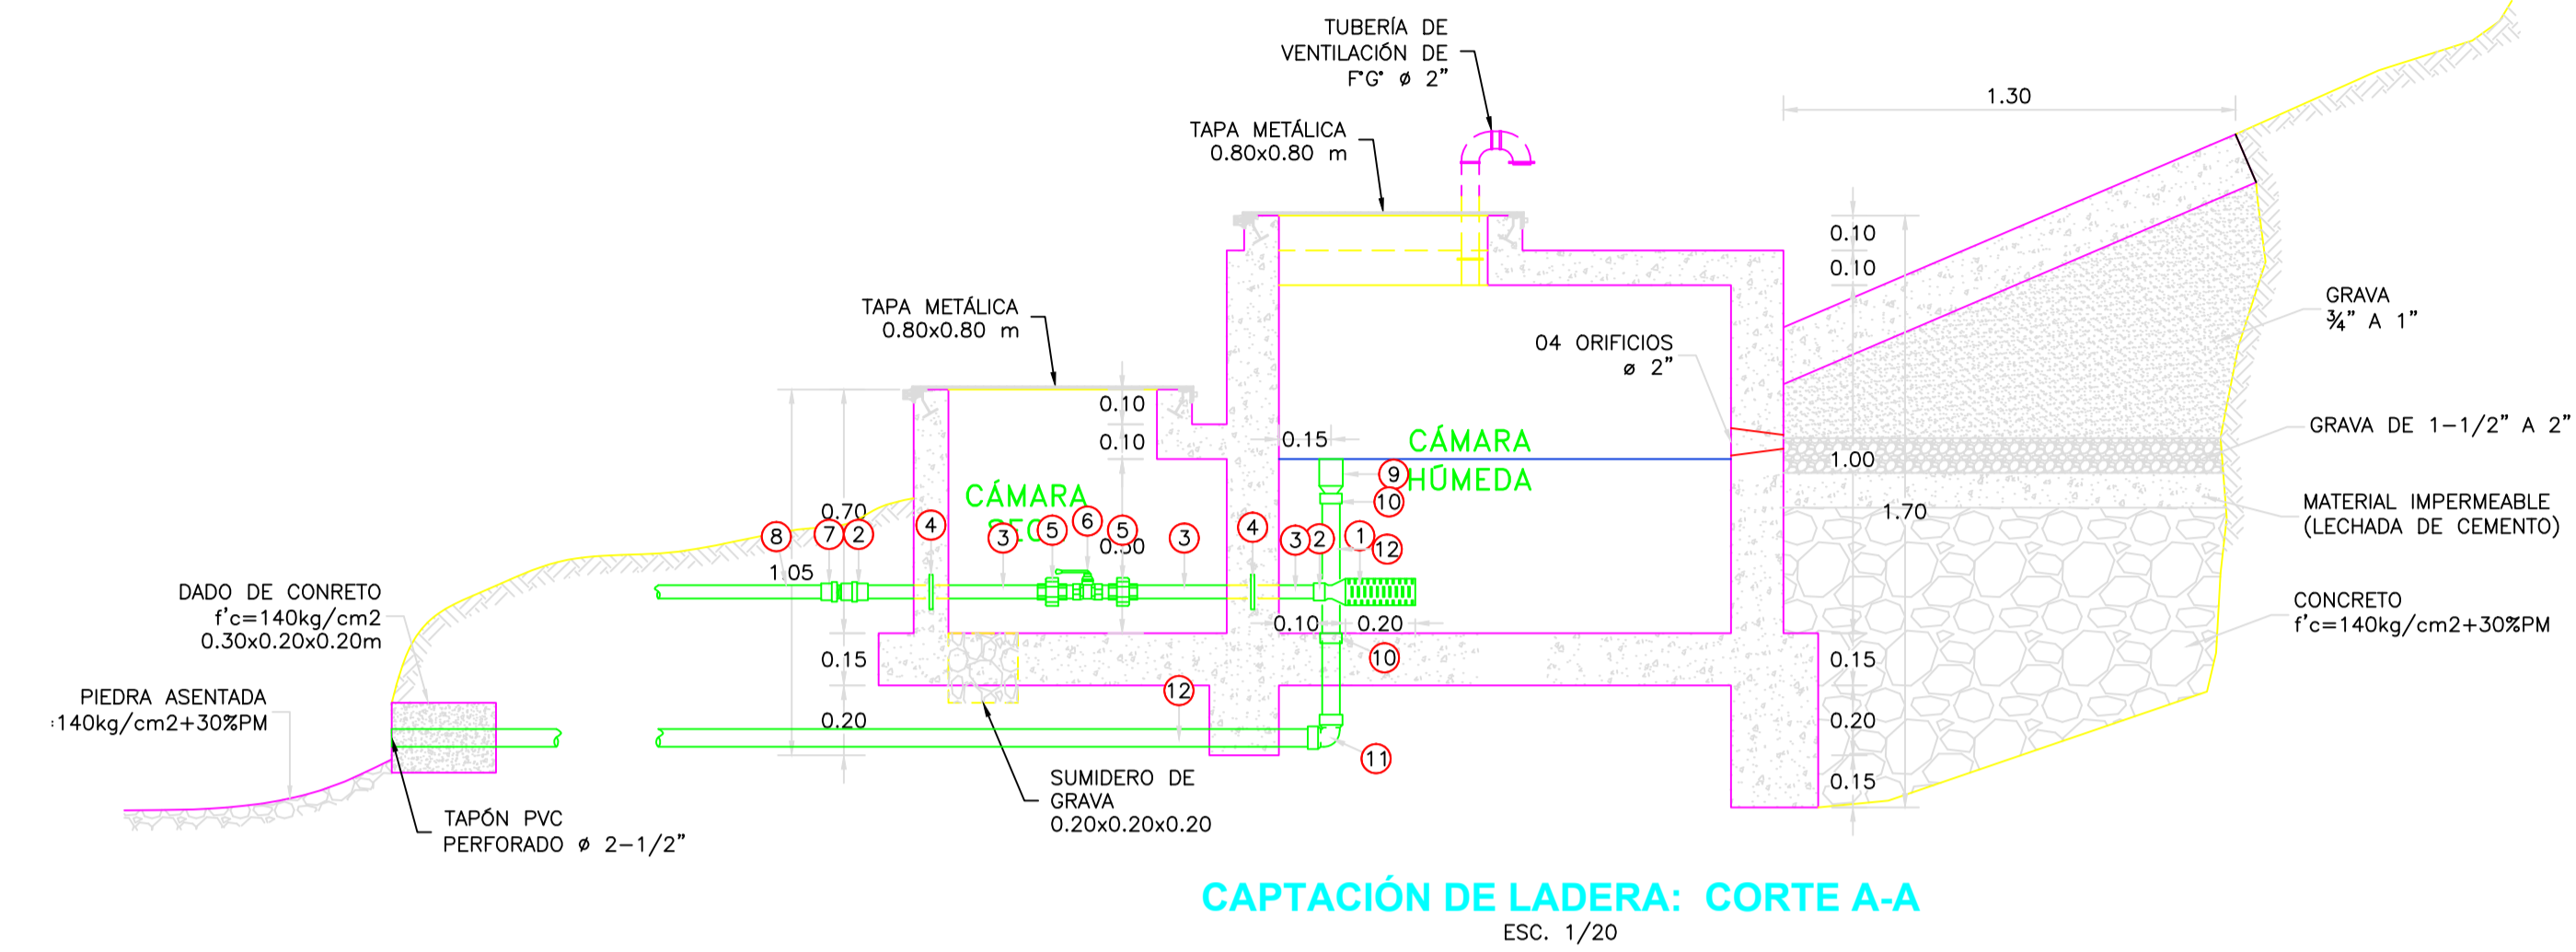 TUBERÍA DE
VENTILACIÓN DE
F°G° ø 2"
1.30
TAPA METÁLICA
0.80x0.80 m
0.10
0.10
GRAVA
¾" A 1"
TAPA METÁLICA
0.80x0.80 m
04 ORIFICIOS
ø 2"
0.10
0.10
0.15
CÁMARA
HÚMEDA
GRAVA DE 1-1/2" A 2"
1.00
9
10
CÁMARA
MATERIAL IMPERMEABLE
(LECHADA DE CEMENTO)
1.70
0.70
8
7
2
4
3
5
6
5
3
4
3
2
1
12
1.05
DADO DE CONRETO
f'c=140kg/cm2
0.30x0.20x0.20m
CONCRETO
f'c=140kg/cm2+30%PM
0.10
0.20
0.15
10
0.15
PIEDRA ASENTADA
:140kg/cm2+30%PM
12
0.20
0.20
11
0.15
SUMIDERO DE
GRAVA
0.20x0.20x0.20
TAPÓN PVC
PERFORADO ø 2-1/2"
CAPTACIÓN DE LADERA: CORTE A-A
ESC. 1/20